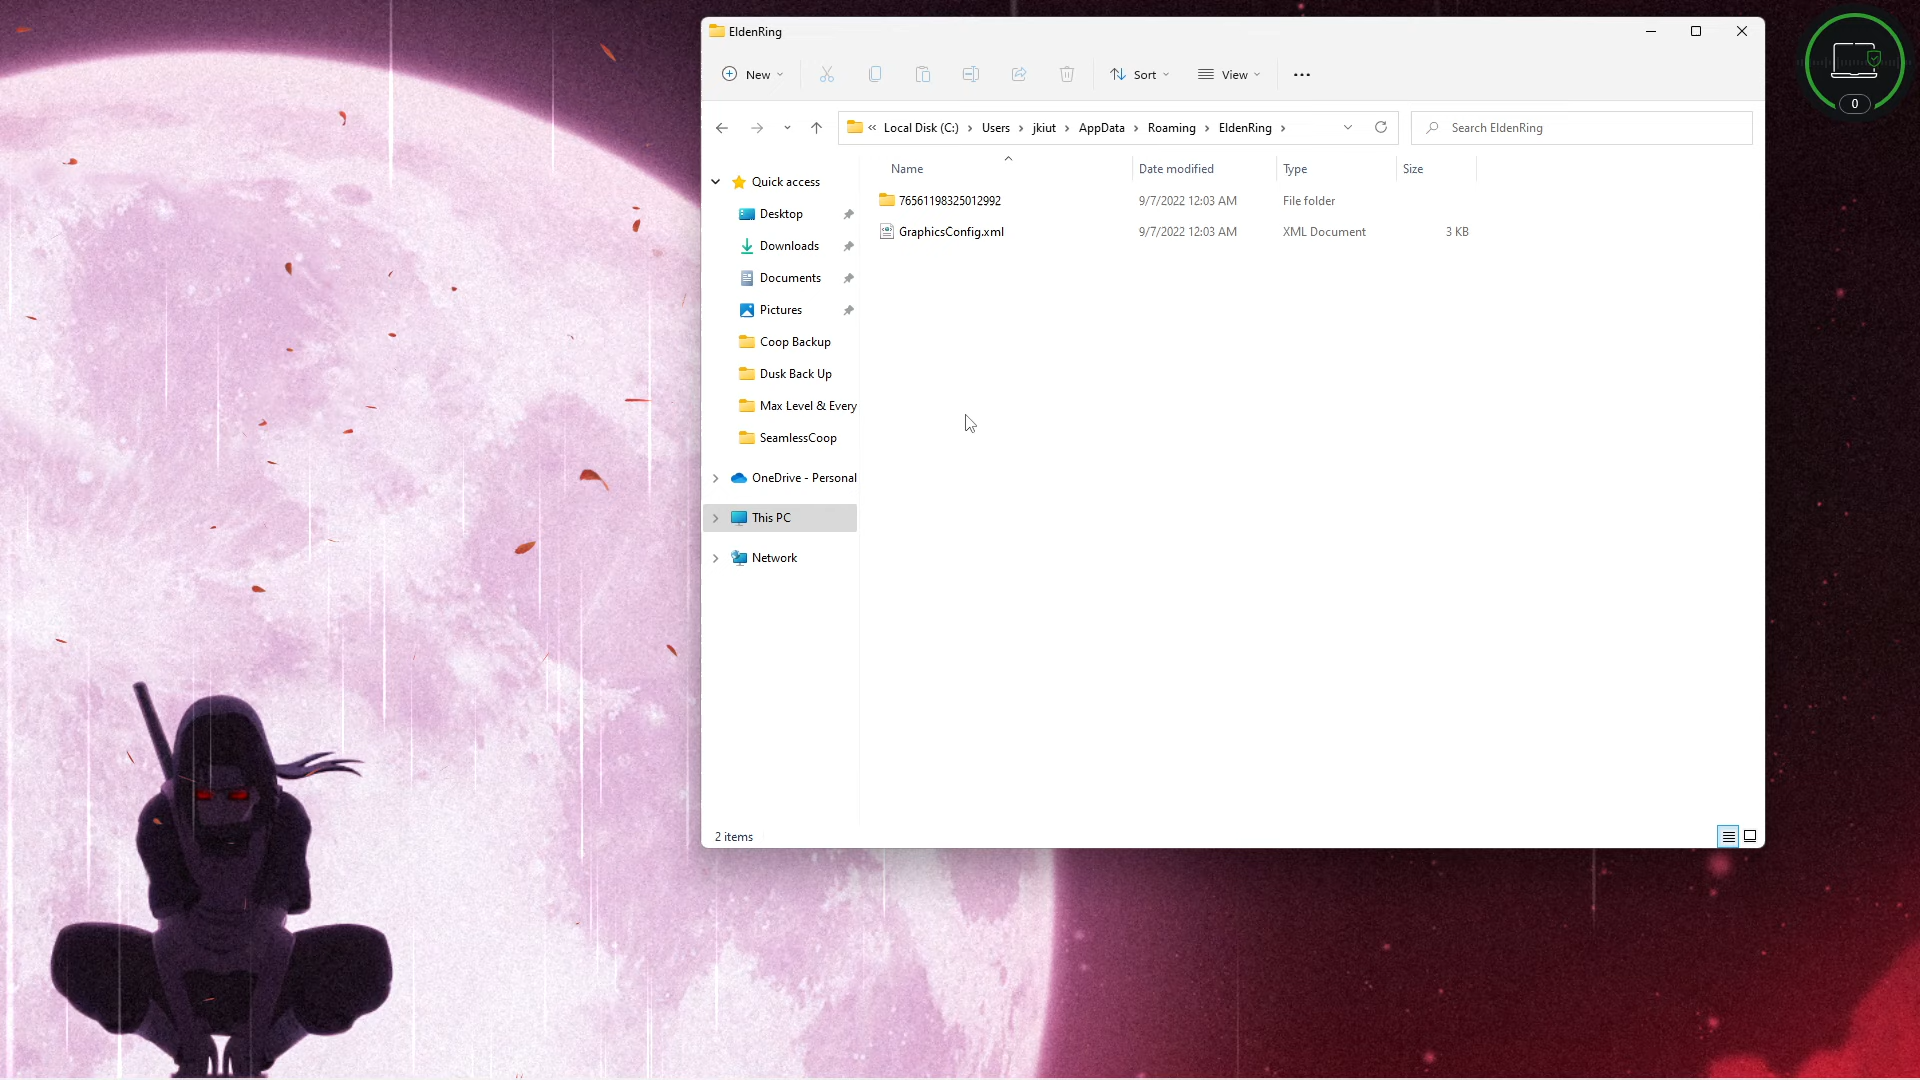 EldenRing
New
Sort
View
Local Disk (C:) Users jkiut AppData Roaming EldenRing
Search EldenRing
Name Date modified Type Size
Quick access
76561198325012992 9/7/2022 12:03 AM File folder
Desktop
GraphicsConfig.xml 9/7/2022 12:03 AM XML Document 3 KB
Downloads
Documents
Pictures
Coop Backup
Dusk Back Up
Max Level & Every
SeamlessCoop
OneDrive - Personal
This PC
Network
2 items
0